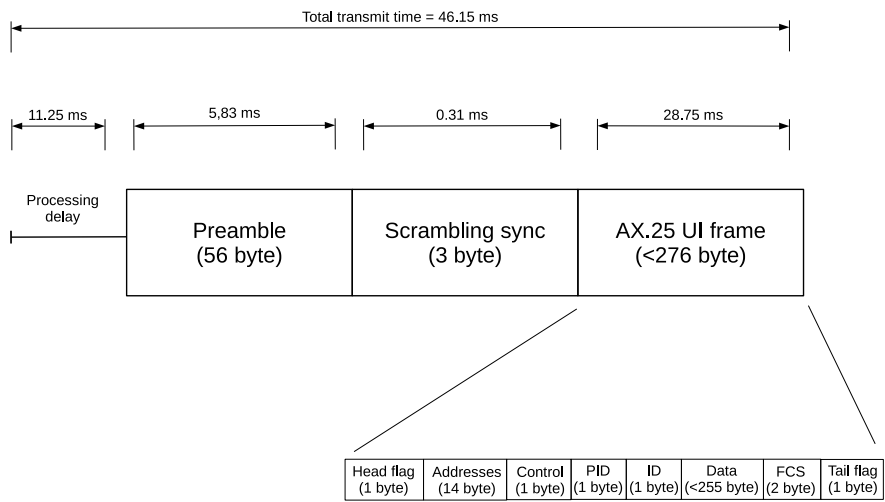 Total transmit time = 46.15 ms
11.25 ms
5,83 ms
0.31 ms
28.75 ms
Processing
delay
Preamble
(56 byte)
Scrambling sync
(3 byte)
AX.25 UI frame
(<276 byte)
Head flag
(1 byte)
Addresses
(14 byte)
Control
(1 byte)
PID
(1 byte)
ID
(1 byte)
Data
(<255 byte)
FCS
(2 byte)
Tail flag
(1 byte)